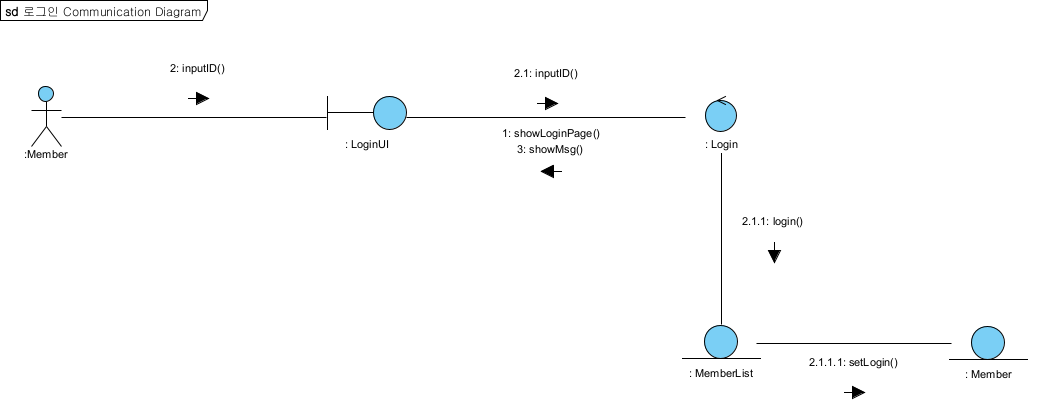 sd 로그인 Communication Diagram
2: inputID()
2.1: inputID()
1: showLoginPage()
3: showMsg()
:Member
: LoginUI
: Login
2.1.1: login()
2.1.1.1: setLogin()
: MemberList
: Member